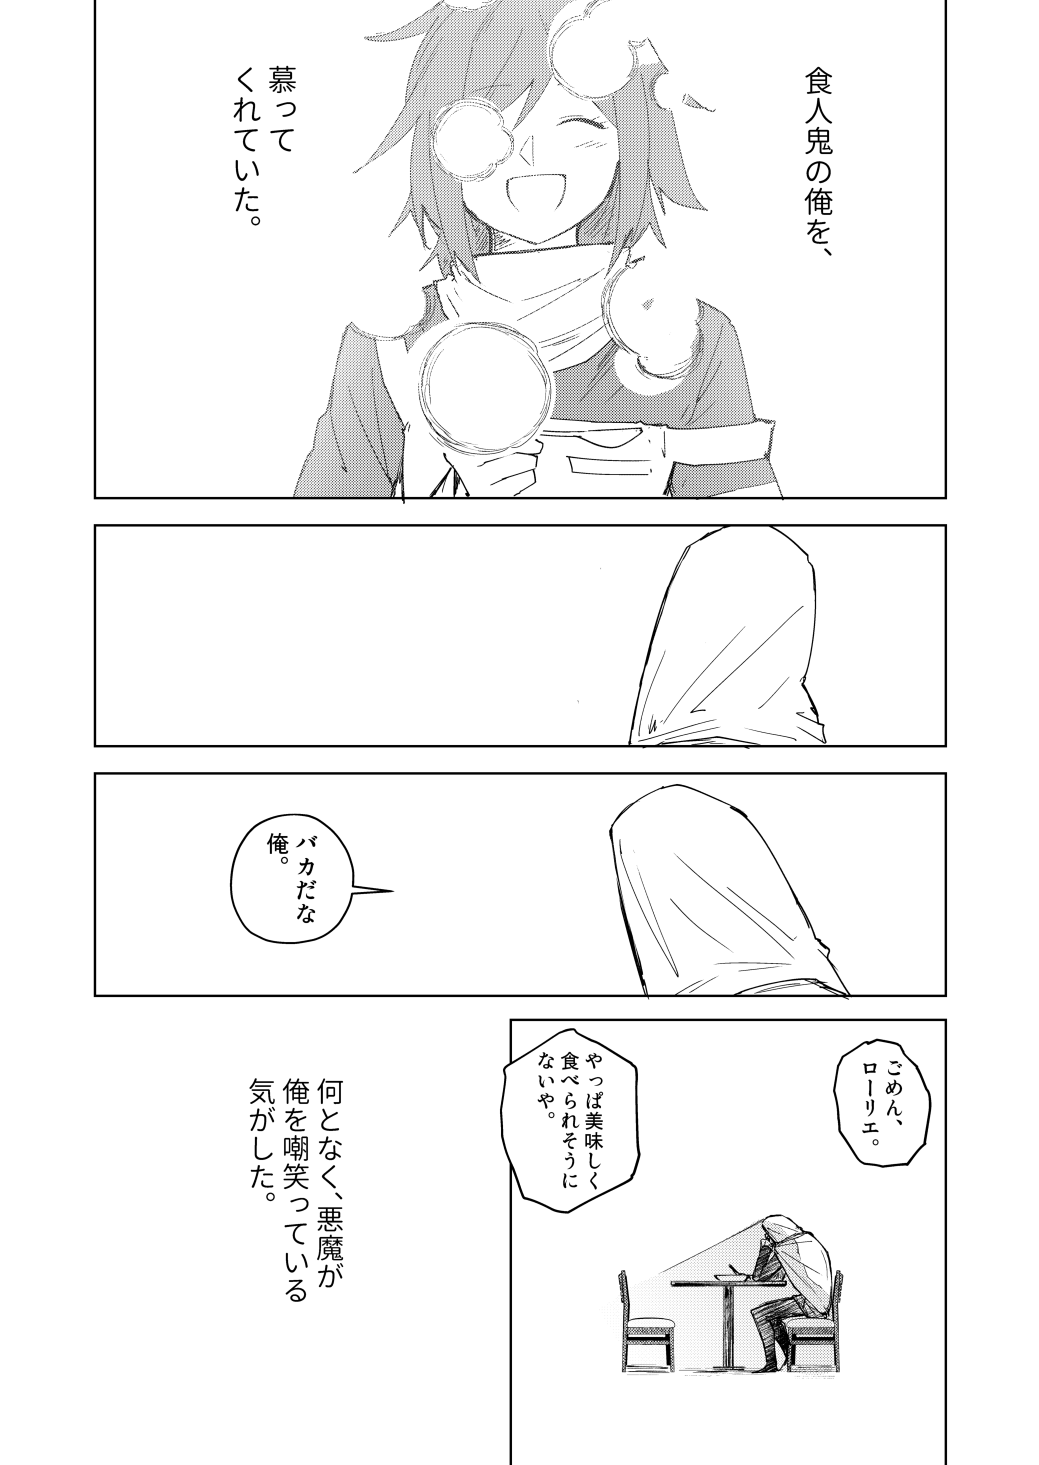 食人鬼の俺を、
慕って
くれていた。
バカだな
俺。
ごめん、
ローリエ。
やっぱ美味しく
食べられそうに
ないや。
何となく、悪魔が
俺を嘲笑っている
気がした。